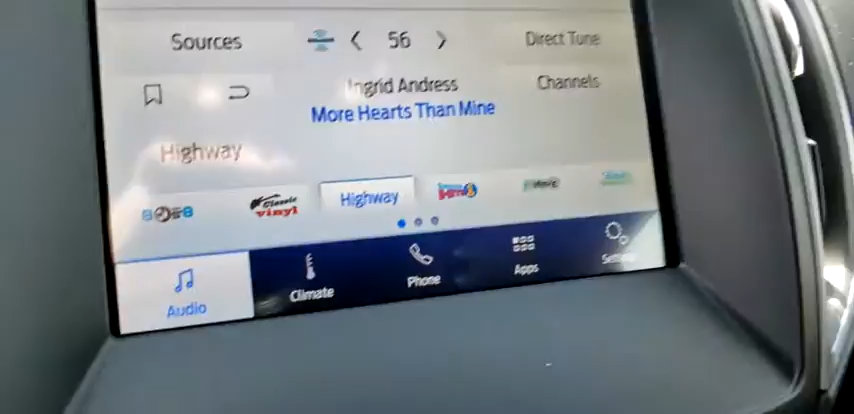 Sources
56
Direct Tune
Ingrid Andress
Channels
More Hearts Than Mine
Highway
Classic
vinyl
Highway
Audio
Climate
Phone
Apps